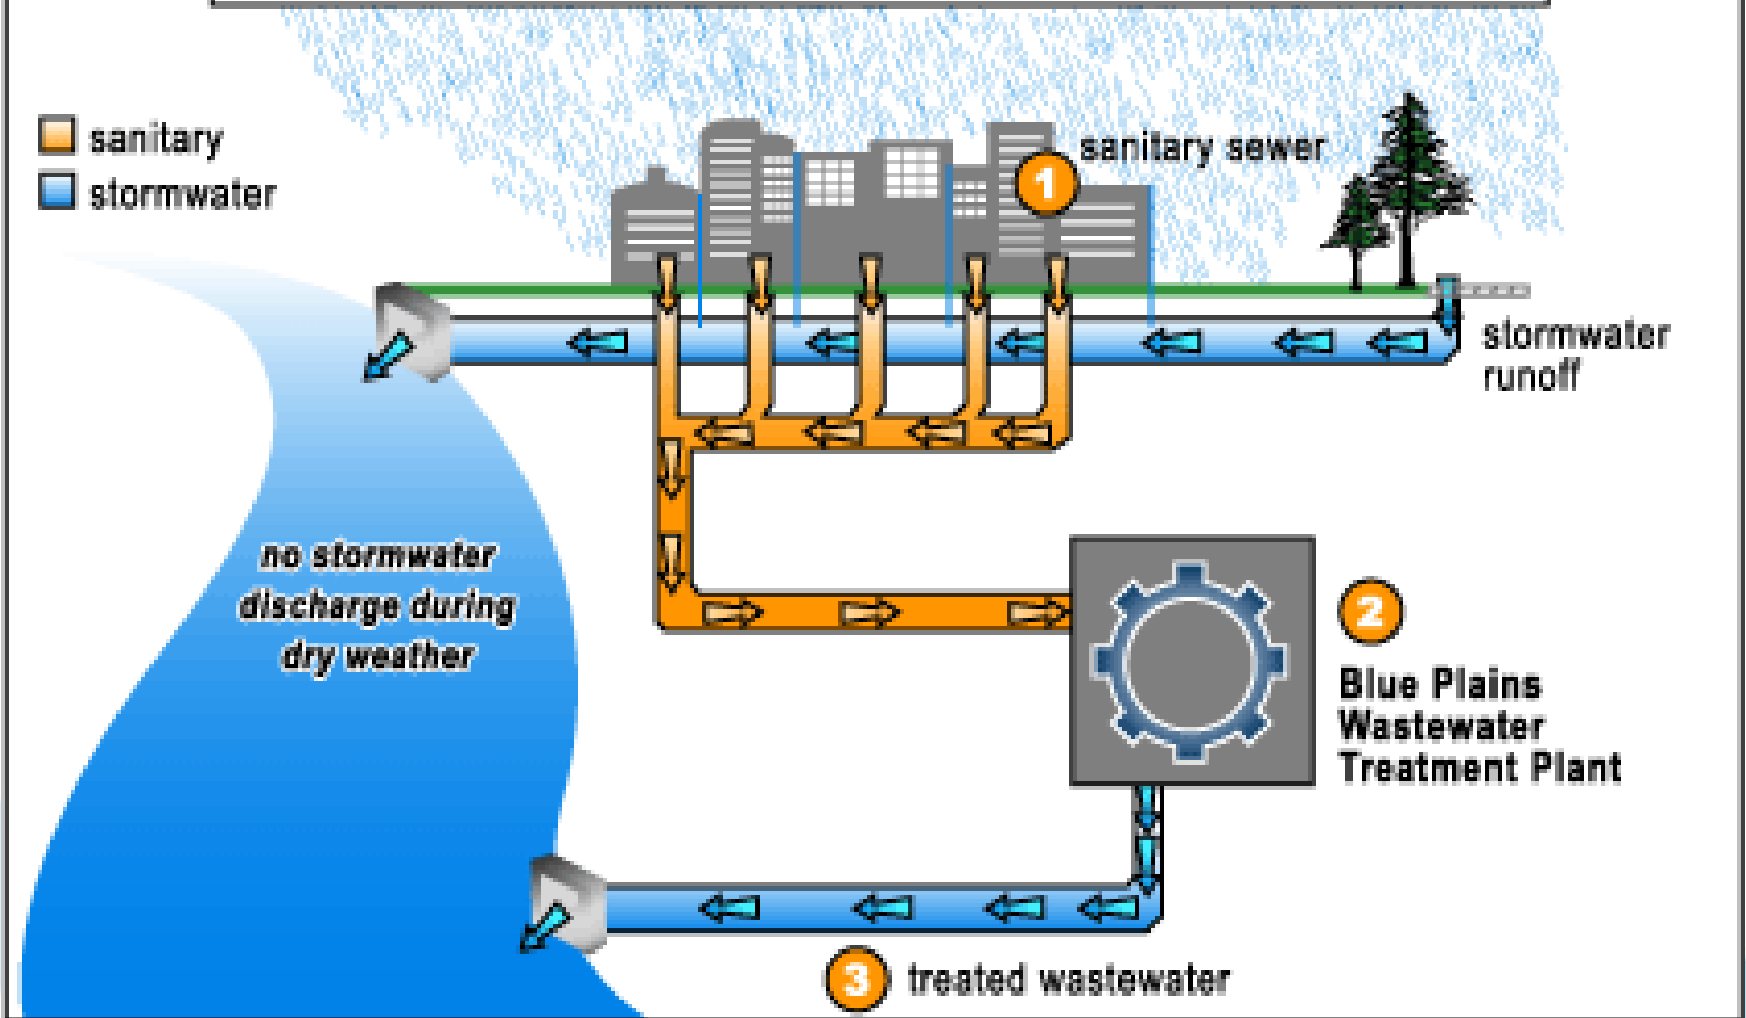 sanitary
stormwater
1
sanitary sewer
stormwater
runoff
no stormwater
discharge during
dry weather
2
Blue Plains
Wastewater
Treatment Plant
3 treated wastewater